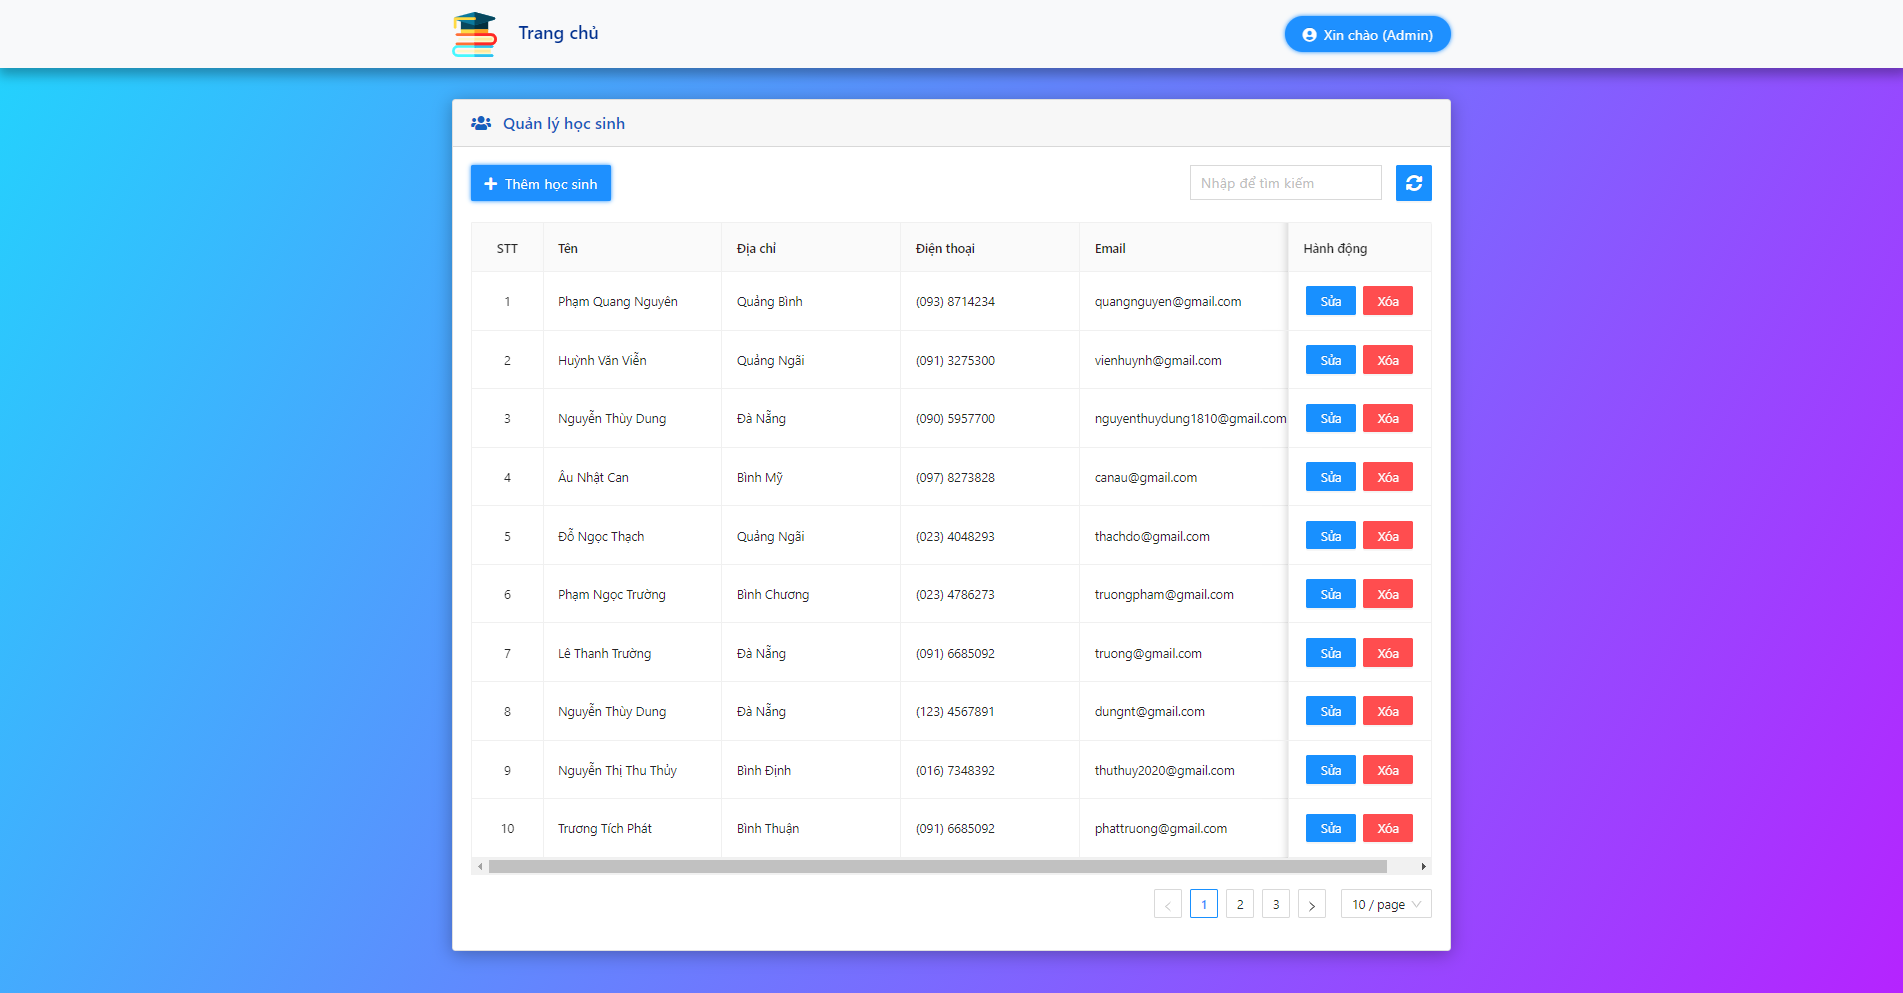 Trang chủ
Xin chào (Admin)
Quản lý học sinh
Thêm học sinh
Nhập để tìm kiếm
STT Tên Địa chỉ Điện thoại Email Hành động
1 Phạm Quang Nguyên Quảng Bình (093) 8714234 quangnguyen@gmail.com Sửa Xóa
2 Huỳnh Văn Viễn Quảng Ngãi (091) 3275300 vienhuynh@gmail.com Sửa Xóa
3 Nguyễn Thùy Dung Đà Nẵng (090) 5957700 nguyenthuydung1810@gmail.com Sửa Xóa
4 Âu Nhật Can Bình Mỹ (097) 8273828 canau@gmail.com Sửa Xóa
5 Đỗ Ngọc Thạch Quảng Ngãi (023) 4048293 thachdo@gmail.com Sửa Xóa
6 Phạm Ngọc Trường Bình Chương (023) 4786273 truongpham@gmail.com Sửa Xóa
7 Lê Thanh Trường Đà Nẵng (091) 6685092 truong@gmail.com Sửa Xóa
8 Nguyễn Thùy Dung Đà Nẵng (123) 4567891 dungnt@gmail.com Sửa Xóa
9 Nguyễn Thị Thu Thủy Bình Định (016) 7348392 thuthuy2020@gmail.com Sửa Xóa
10 Trương Tích Phát Bình Thuận (091) 6685092 phattruong@gmail.com Sửa Xóa
< 1 2 3 > 10 / page